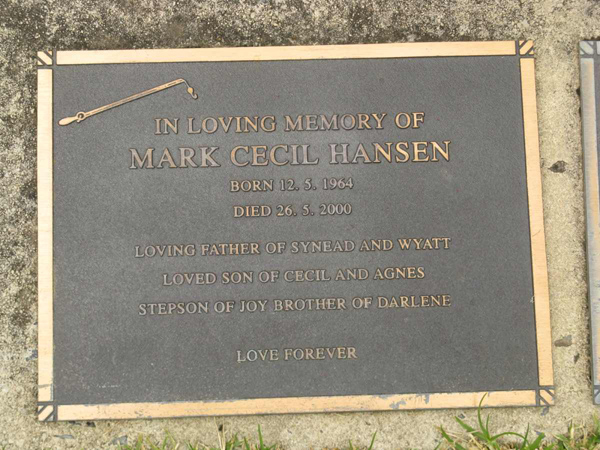 IN LOVING MEMORY OF
MARK CECIL HANSEN
BORN 12. 5. 1964
DIED 26. 5. 2000
LOVING FATHER OF SYNEAD AND WYATT
LOVED SON OF CECIL AND AGNES
STEPSON OF JOY BROTHER OF DARLENE
LOVE FOREVER